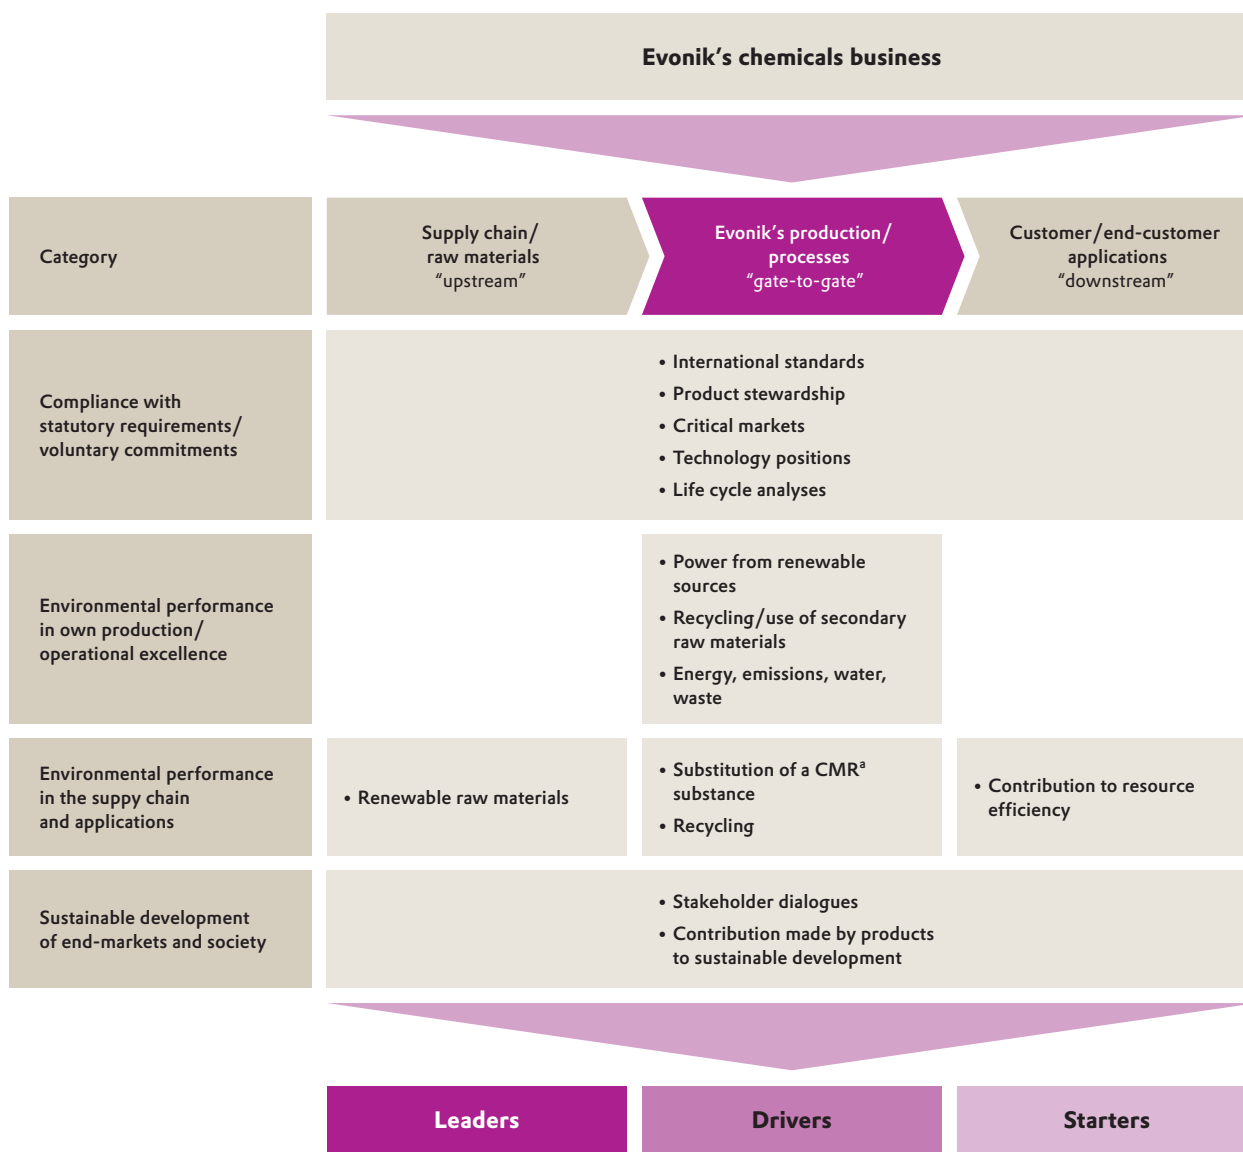 Evonik’s chemicals business
Category
Supply chain/
raw materials
“upstream”
Evonik’s production/
processes
“gate-to-gate”
Customer/end-customer
applications
“downstream”
Compliance with
statutory requirements/
voluntary commitments
• International standards
• Product stewardship
• Critical markets
• Technology positions
• Life cycle analyses
Environmental performance
in own production/
operational excellence
• Power from renewable
sources
• Recycling/use of secondary
raw materials
• Energy, emissions, water,
waste
Environmental performance
in the suppy chain
and applications
• Renewable raw materials
• Substitution of a CMRᵃ
substance
• Recycling
• Contribution to resource
efficiency
Sustainable development
of end-markets and society
• Stakeholder dialogues
• Contribution made by products
to sustainable development
Leaders
Drivers
Starters